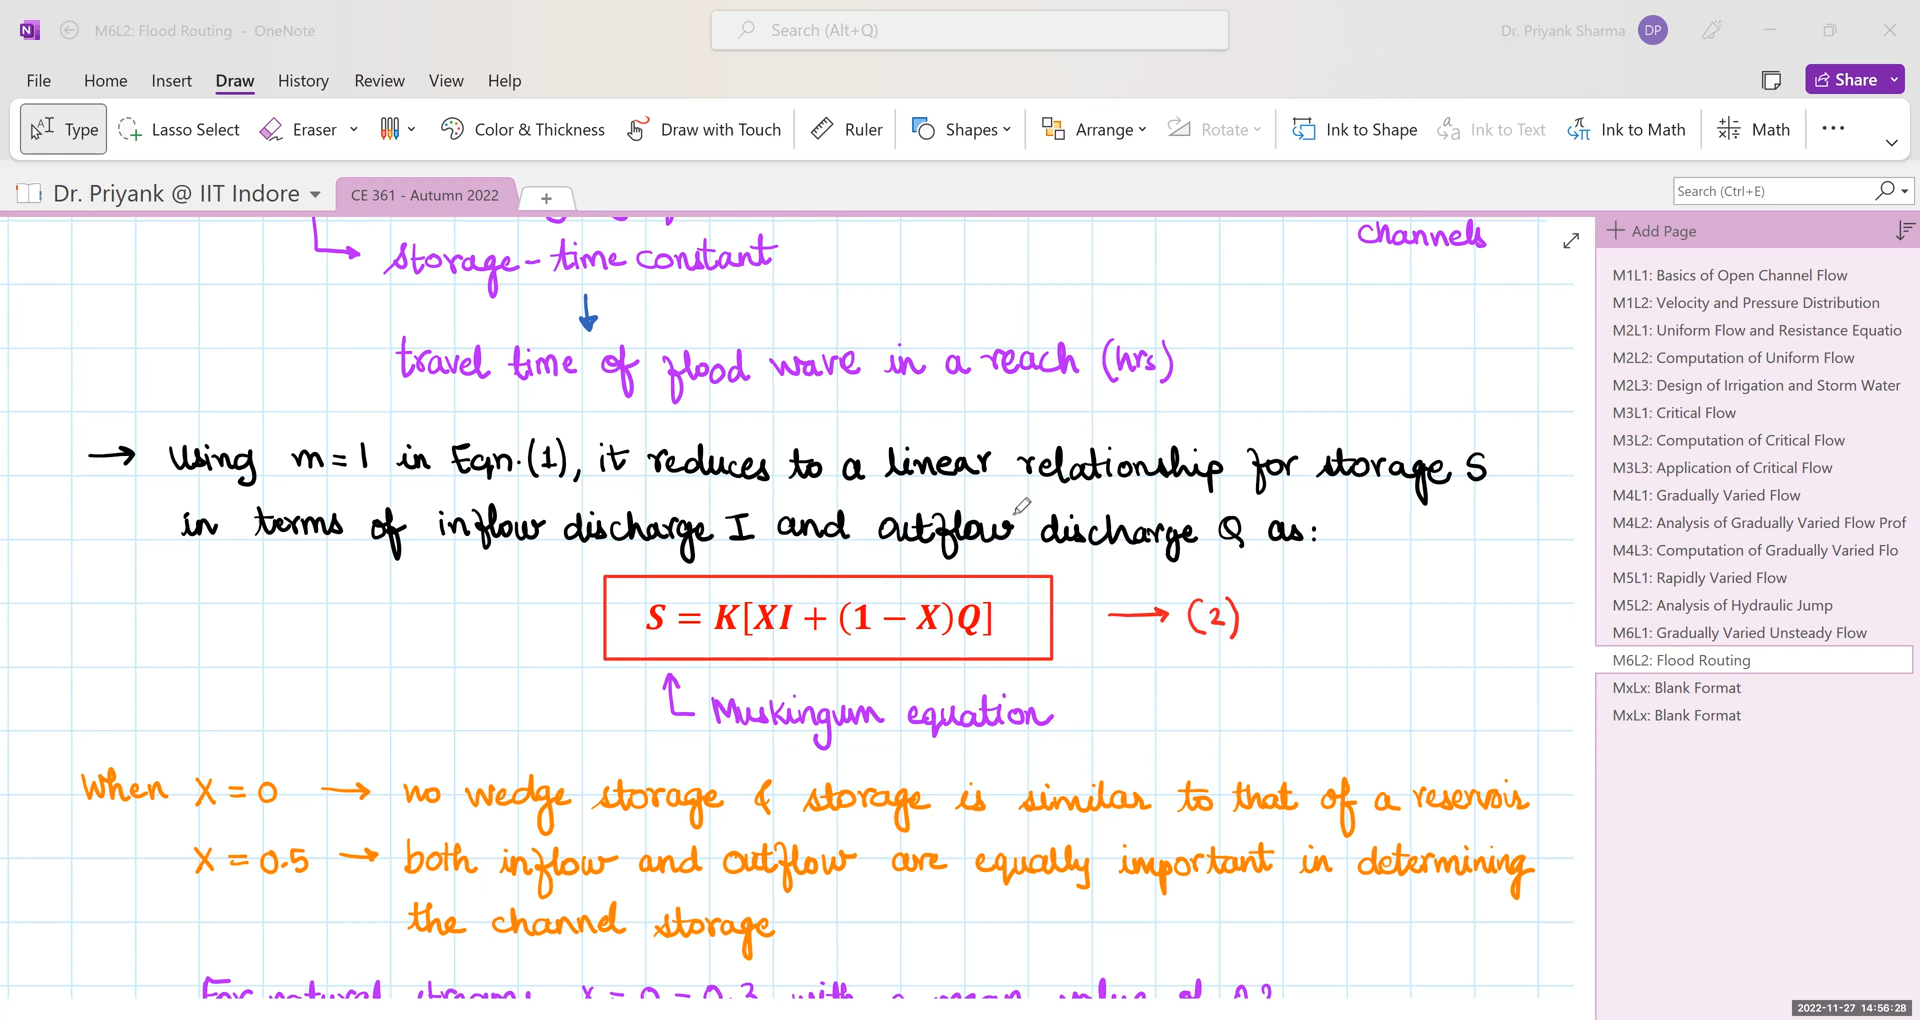 M6L2: Flood Routing - OneNote
Search (Alt+Q)
Dr. Priyank Sharma
DP
File Home Insert Draw History Review View Help
Share
Type Lasso Select Eraser Color & Thickness Draw with Touch Ruler Shapes Arrange Rotate Ink to Shape Ink to Text Ink to Math Math
Dr. Priyank @ IIT Indore
CE 361 - Autumn 2022
Search (Ctrl+E)
channels
storage-time constant
travel time of flood wave in a reach (hrs)
→ Using m=1 in Eqn.(1), it reduces to a linear relationship for storage S
in terms of inflow discharge I and outflow discharge Q as:
S = K[XI + (1 − X)Q] → (2)
Muskingum equation
When X = 0 → no wedge storage & storage is similar to that of a reservoir
X = 0.5 → both inflow and outflow are equally important in determining
the channel storage
Add Page
M1L1: Basics of Open Channel Flow
M1L2: Velocity and Pressure Distribution
M2L1: Uniform Flow and Resistance Equatio
M2L2: Computation of Uniform Flow
M2L3: Design of Irrigation and Storm Water
M3L1: Critical Flow
M3L2: Computation of Critical Flow
M3L3: Application of Critical Flow
M4L1: Gradually Varied Flow
M4L2: Analysis of Gradually Varied Flow Prof
M4L3: Computation of Gradually Varied Flo
M5L1: Rapidly Varied Flow
M5L2: Analysis of Hydraulic Jump
M6L1: Gradually Varied Unsteady Flow
M6L2: Flood Routing
MxLx: Blank Format
MxLx: Blank Format
2022-11-27 14:56:28